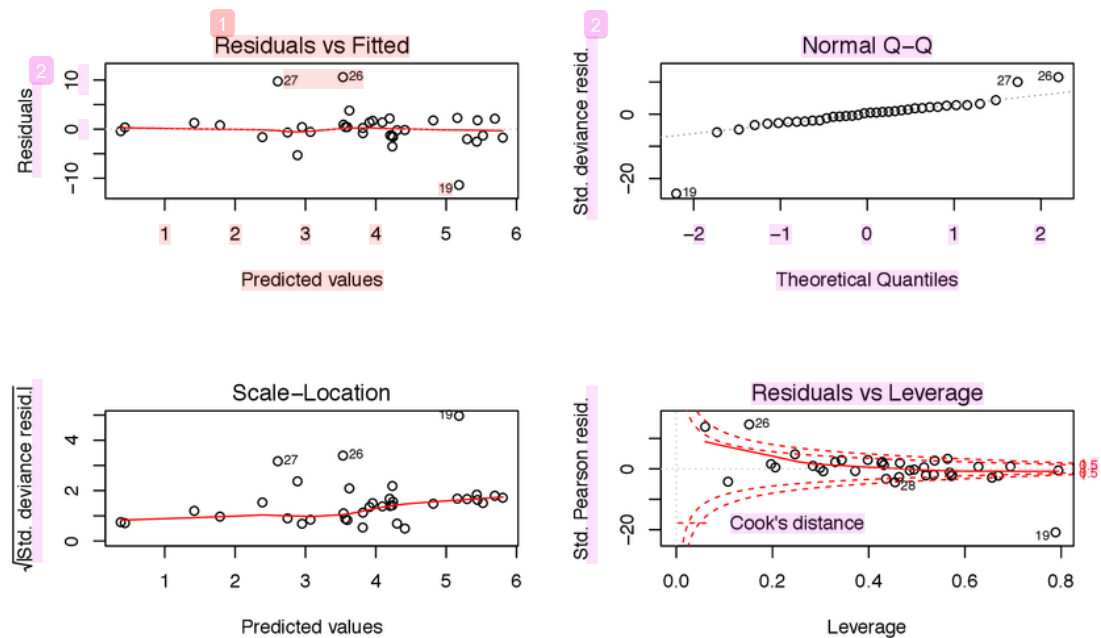 1
2
2
Residuals vs Fitted
Residuals
10
0
−10
27
26
19
1 2 3 4 5 6
Predicted values
Normal Q−Q
Std. deviance resid.
0
−20
27
26
19
−2 −1 0 1 2
Theoretical Quantiles
Scale−Location
√|Std. deviance resid.|
4
2
0
27
26
19
1 2 3 4 5 6
Predicted values
Residuals vs Leverage
Std. Pearson resid.
0
−20
26
28
19
Cook's distance
0.5
0.5
0.0 0.2 0.4 0.6 0.8
Leverage